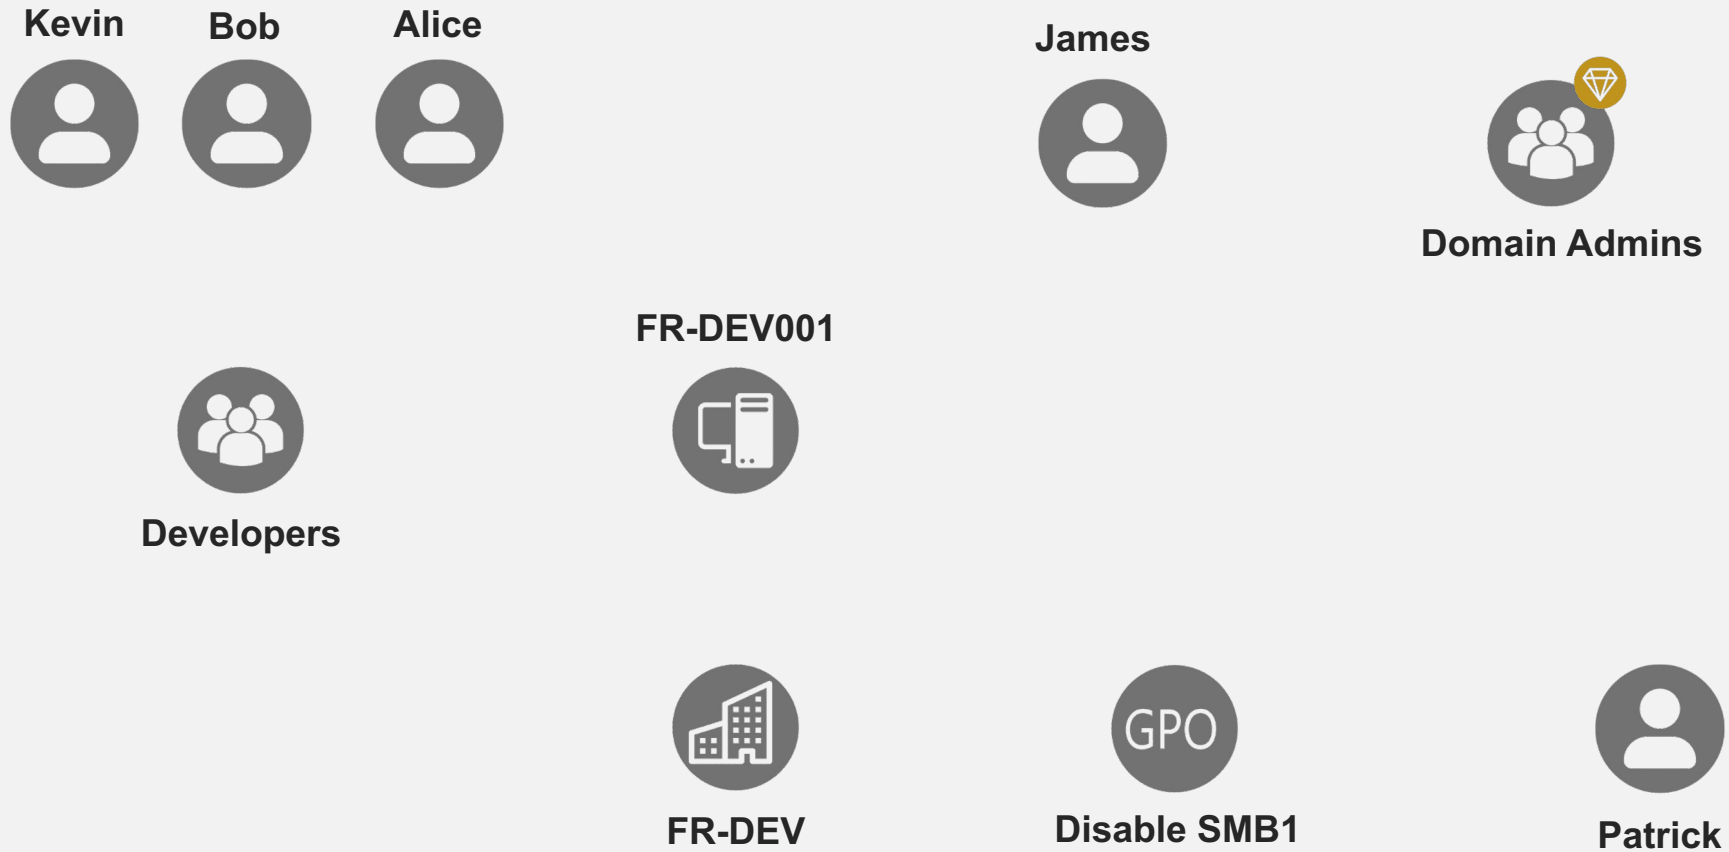 Kevin
Bob
Alice
James
Domain Admins
FR-DEV001
Developers
GPO
FR-DEV
Disable SMB1
Patrick